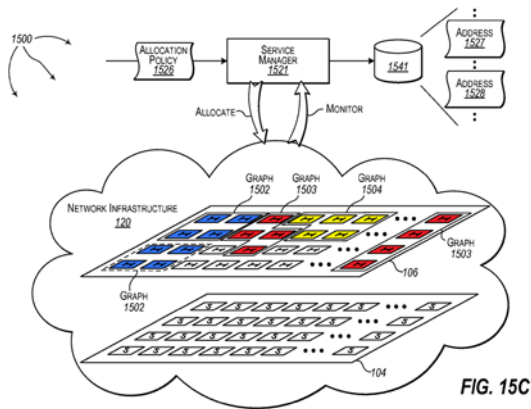 1500
ALLOCATION
POLICY
1526
SERVICE
MANAGER
1521
1541
ADDRESS
1527
ADDRESS
1528
ALLOCATE
MONITOR
GRAPH
1502
GRAPH
1503
GRAPH
1504
NETWORK INFRASTRUCTURE
120
GRAPH
1503
106
GRAPH
1502
S S S S S S S S
S S S S S S S S
S S S S S S S S
S S S S S S S S
104
FIG. 15C